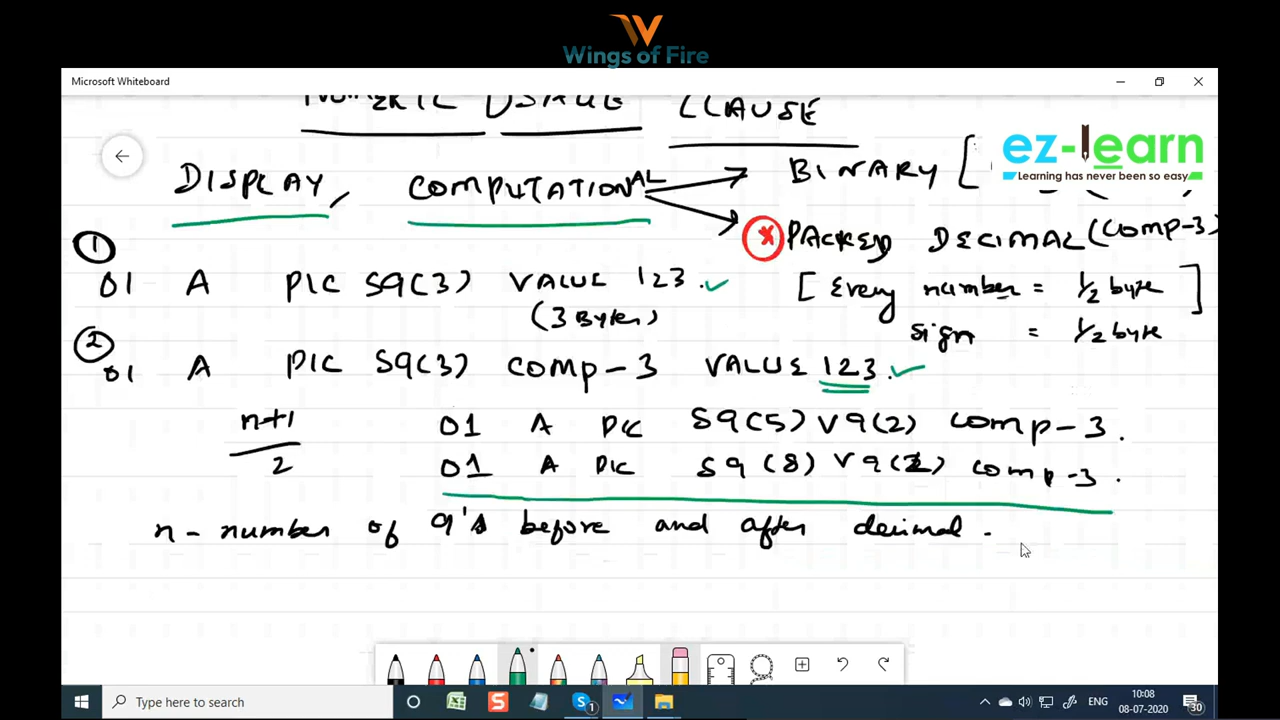 Wings of Fire
Microsoft Whiteboard
NUMERIC USAGE CLAUSE
ez-learn
Learning has never been so easy
DISPLAY, COMPUTATIONAL
BINARY [
* PACKED DECIMAL (COMP-3)
[Every number = 1/2 byte]
sign = 1/2 byte
1
01 A PIC S9(3) VALUE 123.
(3 Bytes)
2
01 A PIC S9(3) COMP-3 VALUE 123.
n+1
2
01 A PIC S9(5) V9(2) comp-3.
01 A PIC S9(8) V9(2) comp-3.
n - number of 9's before and after decimal.
Type here to search
S
1
ENG
10:08
08-07-2020
30